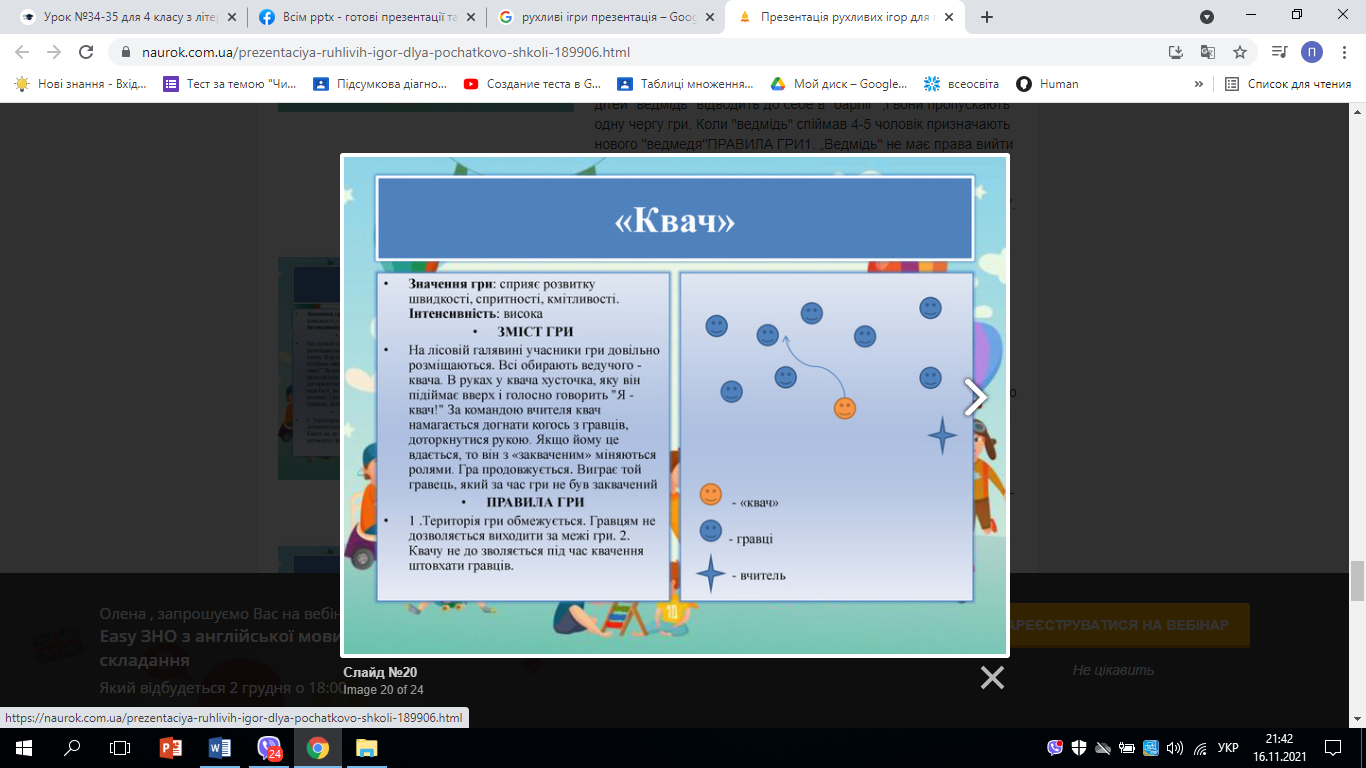 Урок №34-35 для 4 класу з літе
Всім pptx - готові презентації та
рухливі ігри презентація – Goog
Презентація рухливих ігор для п
naurok.com.ua/prezentaciya-ruhlivih-igor-dlya-pochatkovo-shkoli-189906.html
П
Нові знання - Вхід...
Тест за темою "Чи...
Підсумкова діагно...
Создание теста в G...
Таблиці множення...
Мой диск – Google...
всеосвіта
Human
»
Список для чтения
дітей "ведмідь" відводить до себе в "барліг", і вони пропускають
одну чергу гри. Коли "ведмідь" спіймав 4-5 чоловік призначають
нового "ведмедя"ПРАВИЛА ГРИ1. „Ведмідь" не має права вийти
«Квач»
• Значення гри: сприяє розвитку
швидкості, спритності, кмітливості.
Інтенсивність: висока
• ЗМІСТ ГРИ
• На лісовій галявині учасники гри довільно
розміщаються. Всі обирають ведучого -
квача. В руках у квача хусточка, яку він
підіймає вверх і голосно говорить "Я -
квач!" За командою вчителя квач
намагається догнати когось з гравців,
доторкнутися рукою. Якщо йому це
вдається, то він з «закваченим» міняються
ролями. Гра продовжується. Виграє той
гравець, який за час гри не був заквачений
• ПРАВИЛА ГРИ
• 1 .Територія гри обмежується. Гравцям не
дозволяється виходити за межі гри. 2.
Квачу не до зволяється під час квачення
штовхати гравців.
- «квач»
- гравці
- вчитель
10
Олена , запрошуємо Вас на вебін
Easy ЗНО з англійської мови
складання
Який відбудеться 2 грудня о 18:00
АРЕЄСТРУВАТИСЯ НА ВЕБІНАР
Не цікавить
Слайд №20
Image 20 of 24
https://naurok.com.ua/prezentaciya-ruhlivih-igor-dlya-pochatkovo-shkoli-189906.html
24
УКР
21:42
16.11.2021